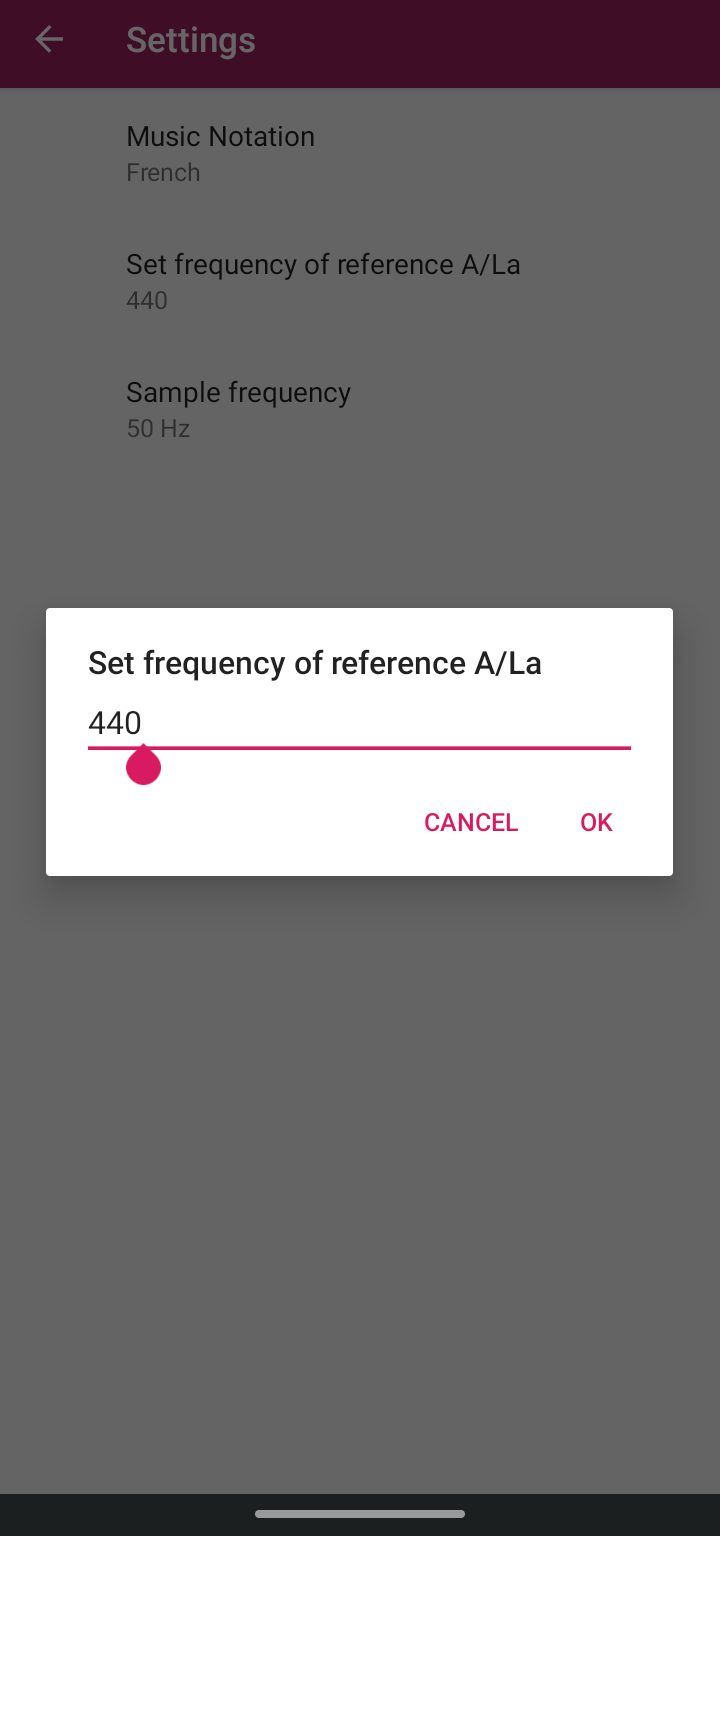 Settings
Music Notation
French
Set frequency of reference A/La
440
Sample frequency
50 Hz
Set frequency of reference A/La
440
CANCEL OK